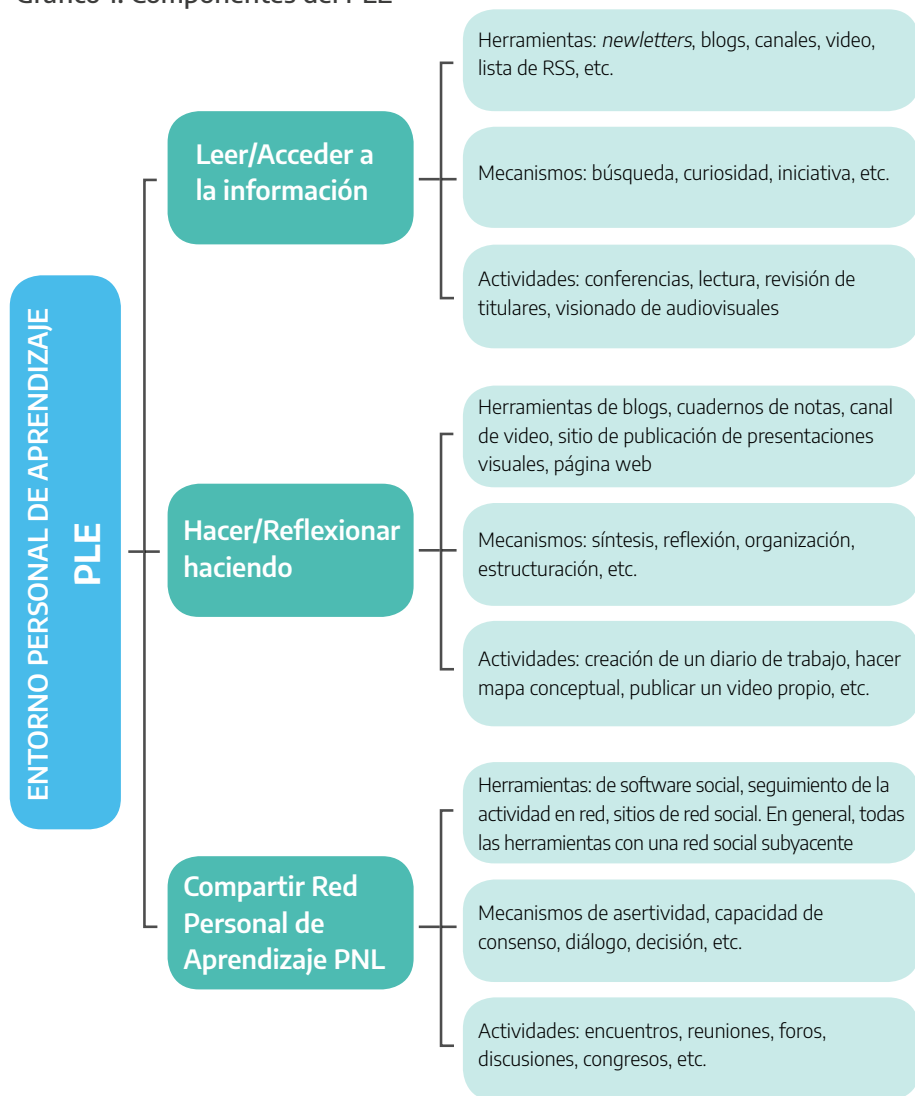 Gráfico 1. Componentes del PLE
ENTORNO PERSONAL DE APRENDIZAJE
PLE
Leer/Acceder a
la información
Herramientas: newletters, blogs, canales, video,
lista de RSS, etc.
Mecanismos: búsqueda, curiosidad, iniciativa, etc.
Actividades: conferencias, lectura, revisión de
titulares, visionado de audiovisuales
Hacer/Reflexionar
haciendo
Herramientas de blogs, cuadernos de notas, canal
de video, sitio de publicación de presentaciones
visuales, página web
Mecanismos: síntesis, reflexión, organización,
estructuración, etc.
Actividades: creación de un diario de trabajo, hacer
mapa conceptual, publicar un video propio, etc.
Compartir Red
Personal de
Aprendizaje PNL
Herramientas: de software social, seguimiento de la
actividad en red, sitios de red social. En general, todas
las herramientas con una red social subyacente
Mecanismos de asertividad, capacidad de
consenso, diálogo, decisión, etc.
Actividades: encuentros, reuniones, foros,
discusiones, congresos, etc.